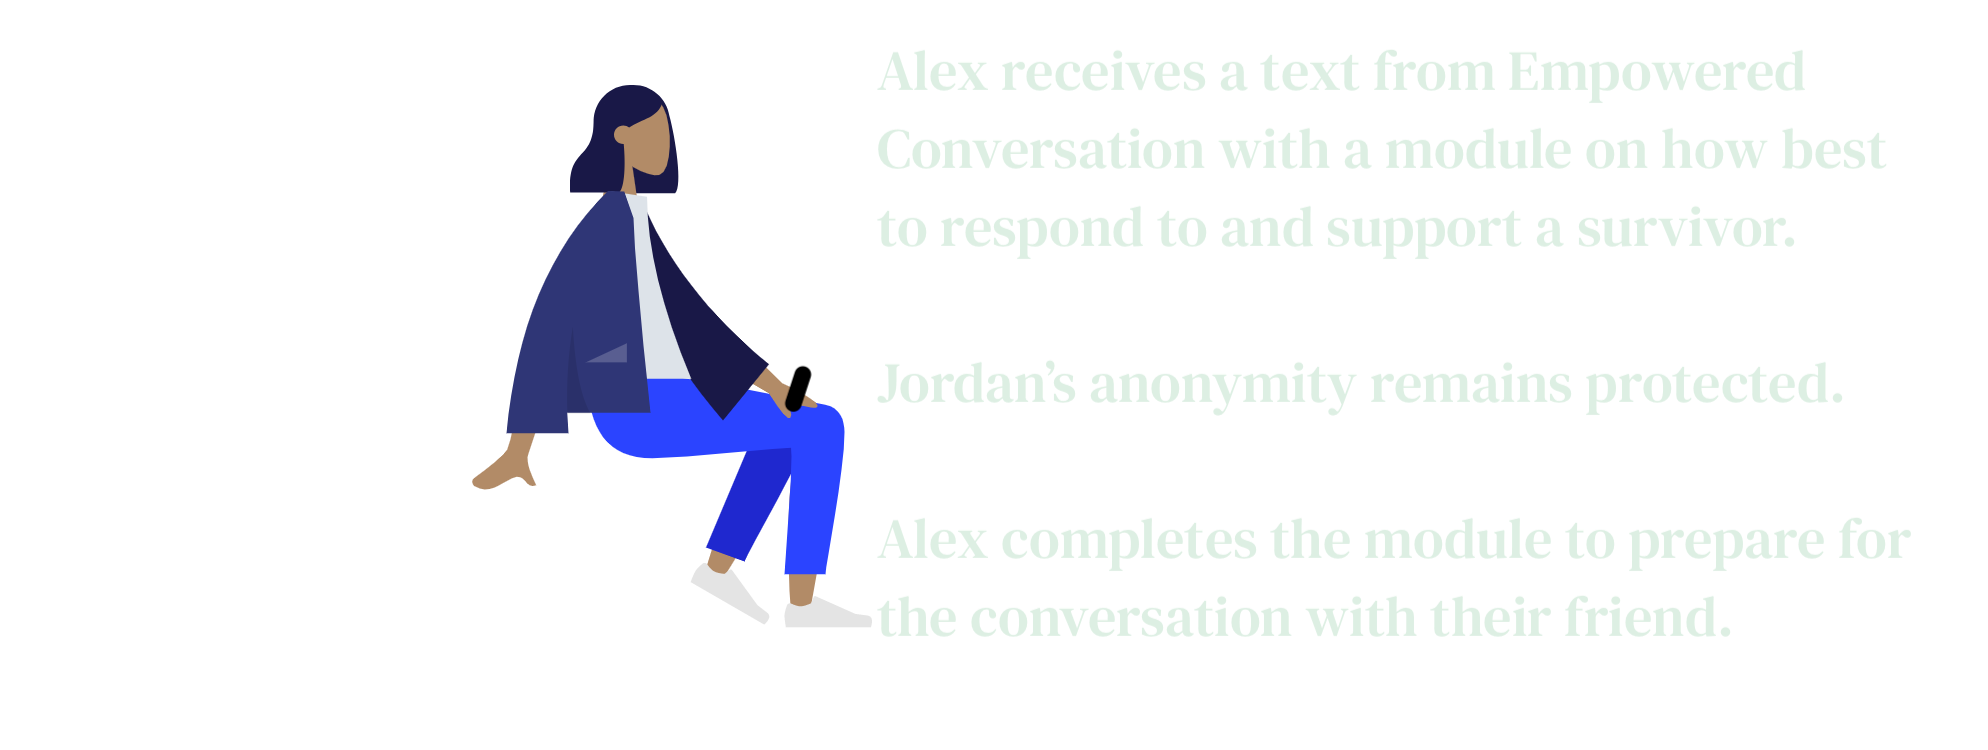 Alex receives a text from Empowered
Conversation with a module on how best
to respond to and support a survivor.
Jordan’s anonymity remains protected.
Alex completes the module to prepare for
the conversation with their friend.